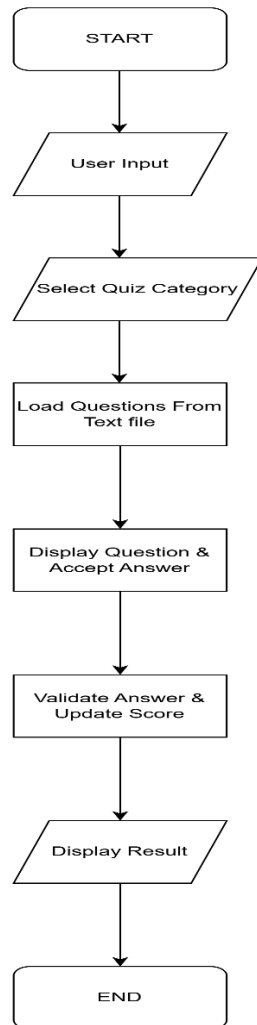 START
User Input
Select Quiz Category
Load Questions From
Text file
Display Question &
Accept Answer
Validate Answer &
Update Score
Display Result
END